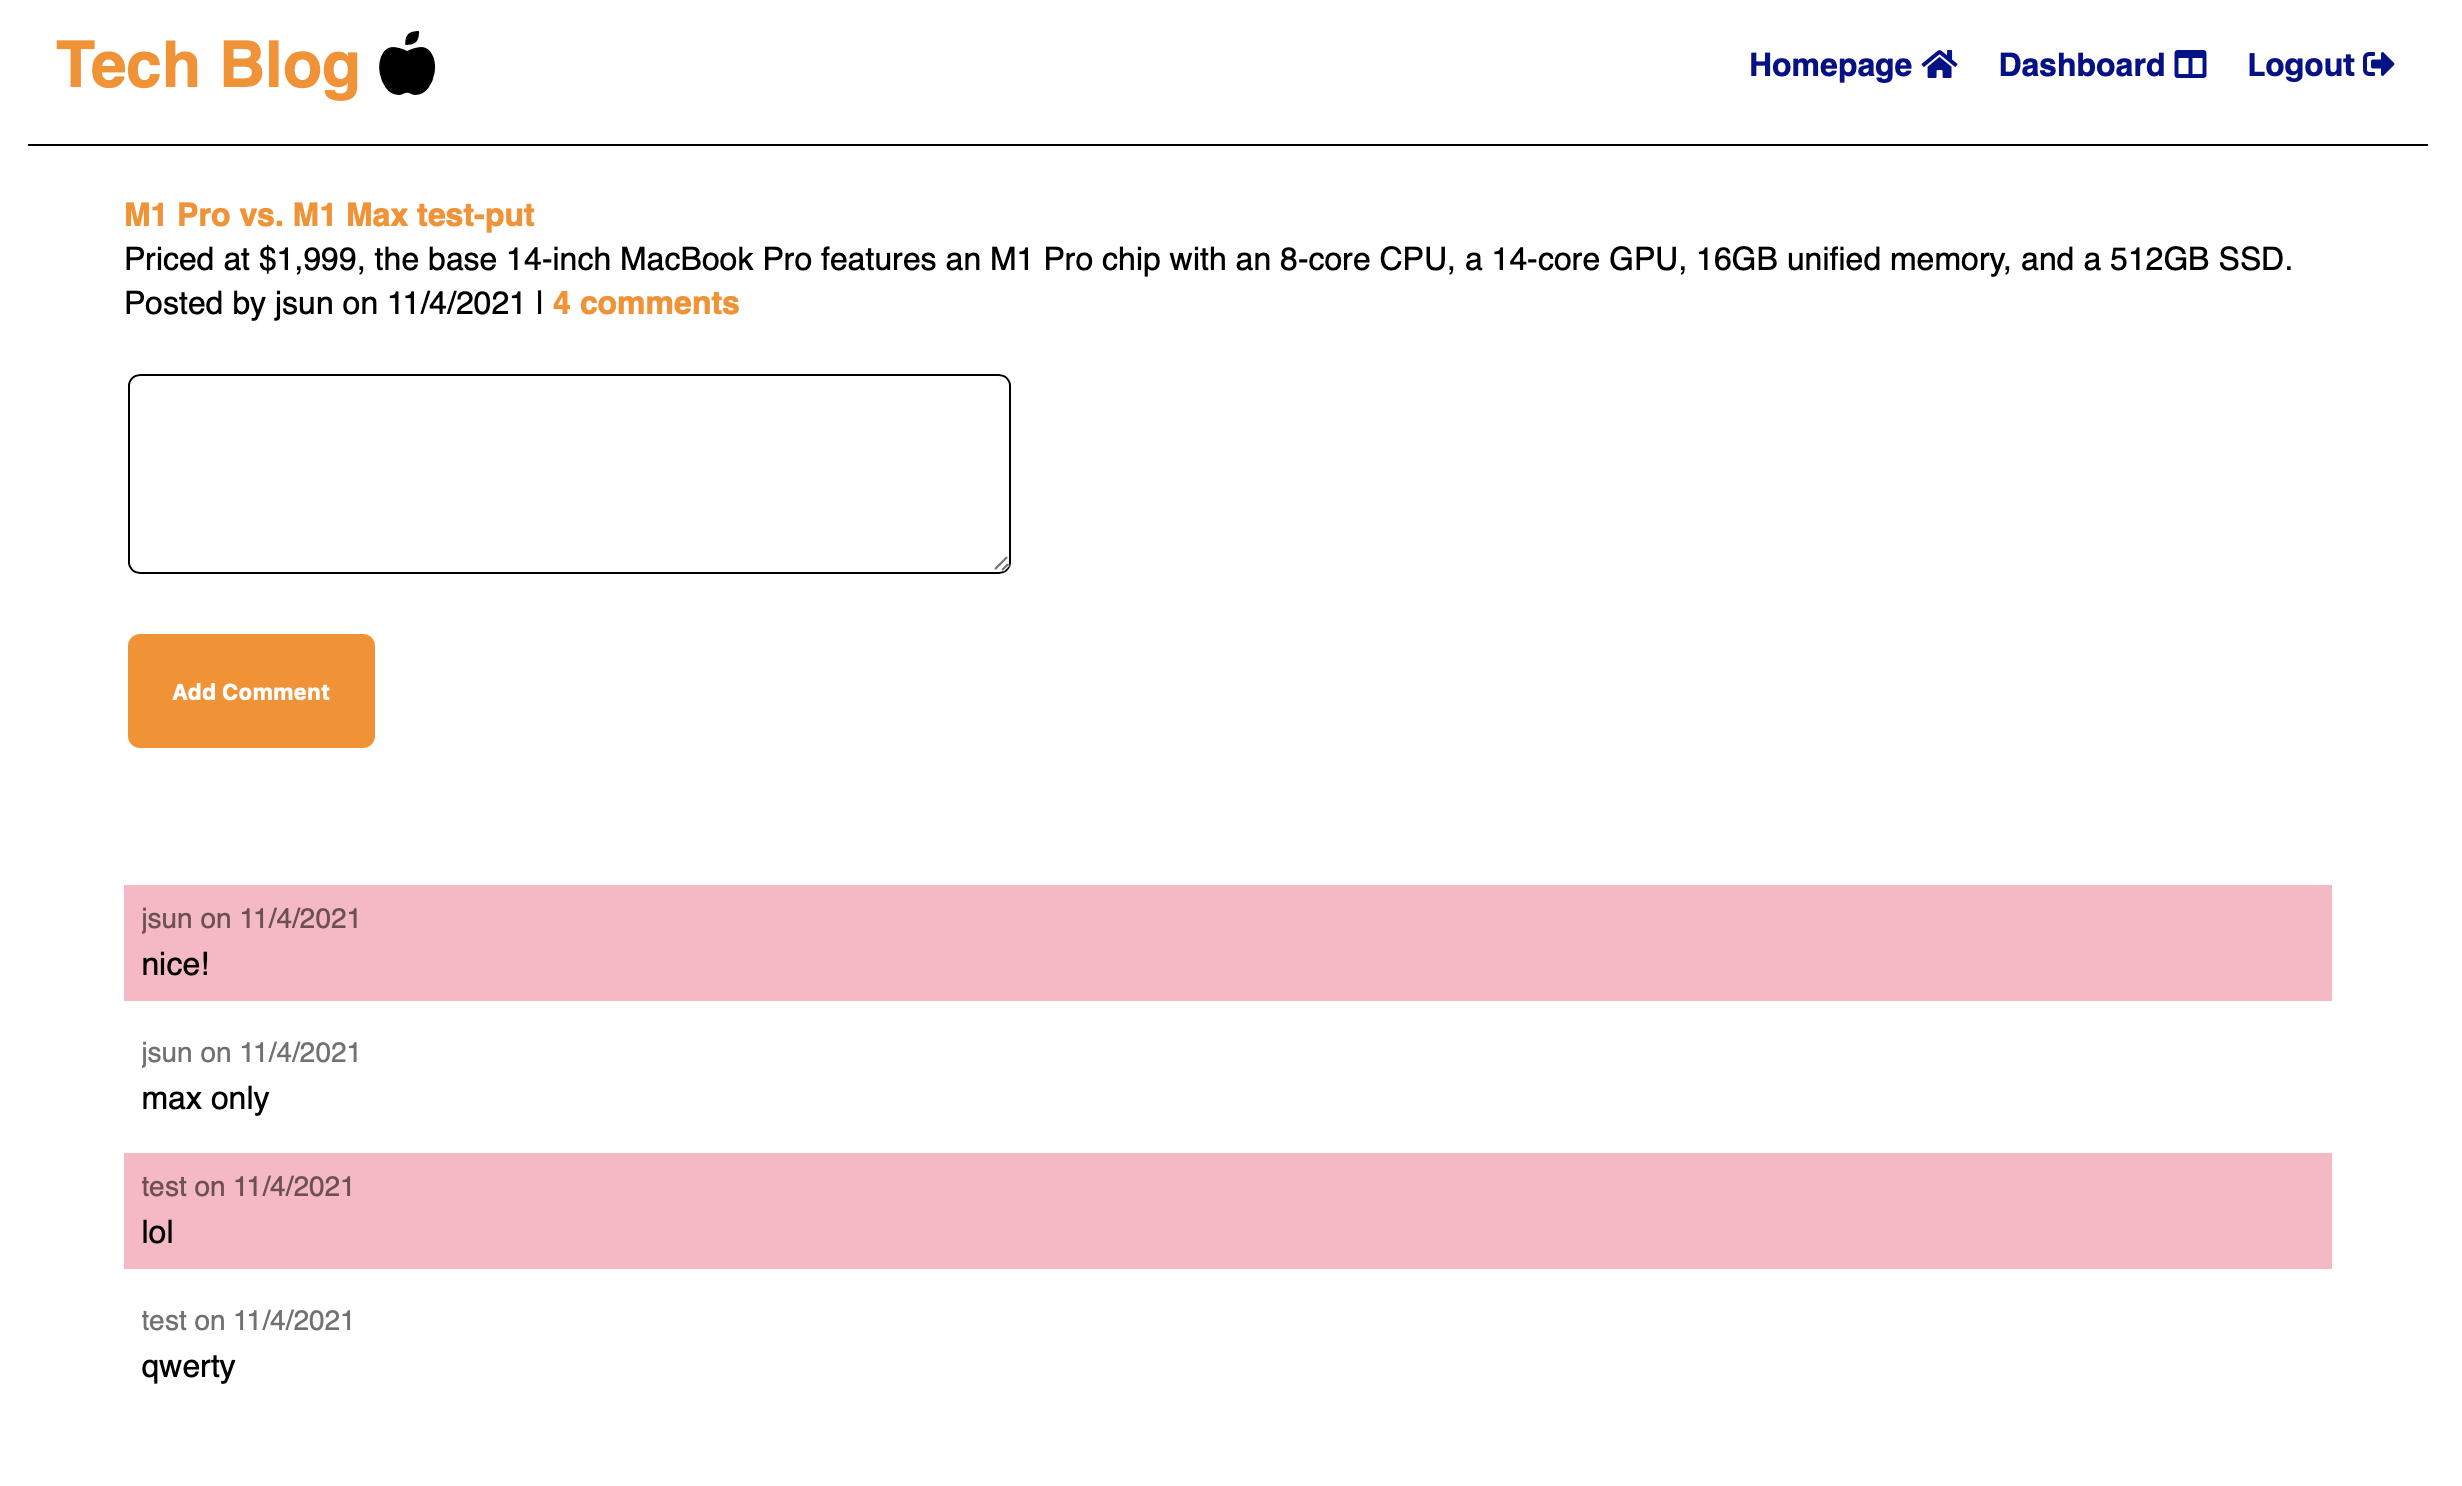 Tech Blog
Homepage Dashboard Logout
M1 Pro vs. M1 Max test-put
Priced at $1,999, the base 14-inch MacBook Pro features an M1 Pro chip with an 8-core CPU, a 14-core GPU, 16GB unified memory, and a 512GB SSD.
Posted by jsun on 11/4/2021 | 4 comments
Add Comment
jsun on 11/4/2021
nice!
jsun on 11/4/2021
max only
test on 11/4/2021
lol
test on 11/4/2021
qwerty